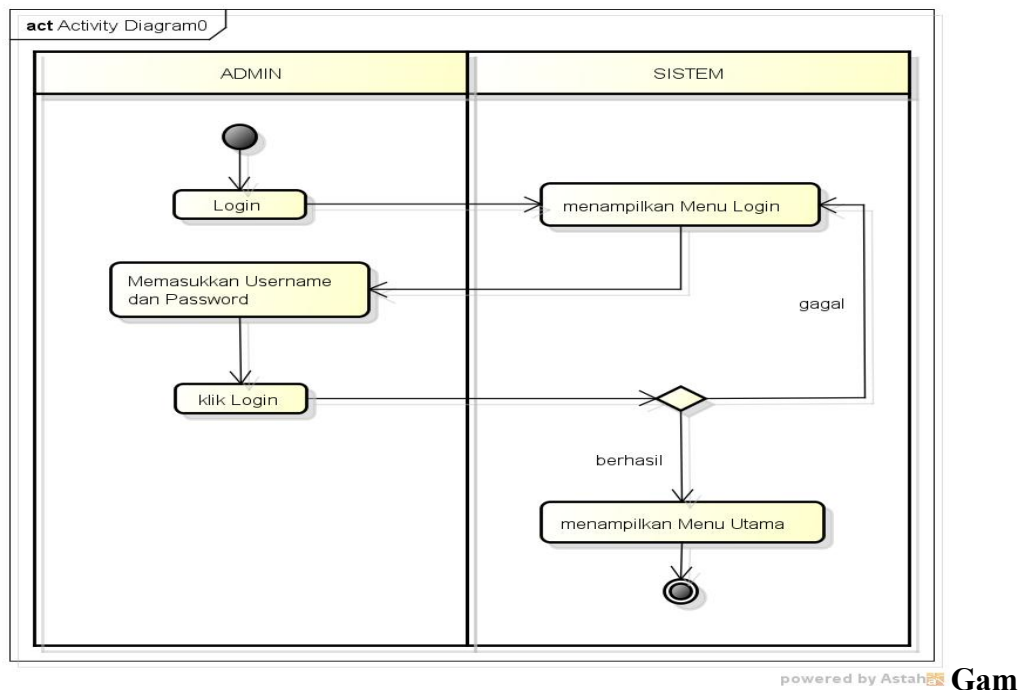 act Activity Diagram0
ADMIN
SISTEM
Login
menampilkan Menu Login
Memasukkan Username
dan Password
gagal
klik Login
berhasil
menampilkan Menu Utama
powered by Astah
Gam